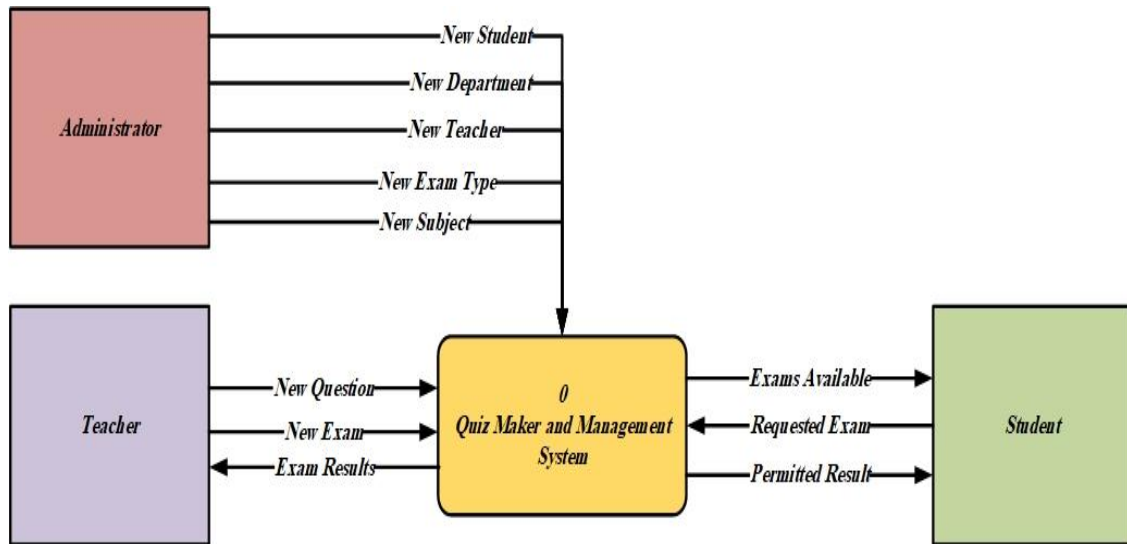 New Student
New Department
Administrator
New Teacher
New Exam Type
New Subject
New Question
Teacher
New Exam
Exam Results
0
Quiz Maker and Management
System
Exams Available
Requested Exam
Permitted Result
Student